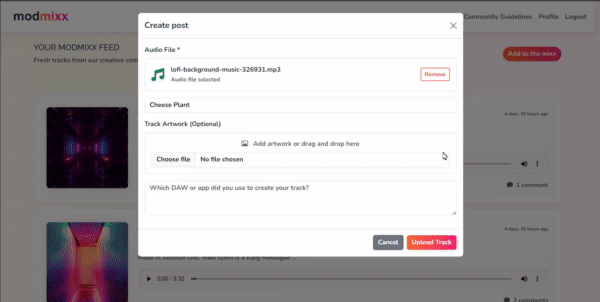 modmixx
Community Guidelines Profile Logout
YOUR MODMIXX FEED
Fresh tracks from our creative com
Add to the mixx
Create post
Audio File *
lofi-background-music-326931.mp3
Audio file selected
Remove
Cheese Plant
Track Artwork (Optional)
Add artwork or drag and drop here
Choose file No file chosen
Which DAW or app did you use to create your track?
Cancel Upload Track
4 days, 20 hours ago
1 comment
4 days, 20 hours ago
Made in Ableton Live, Main Synth is a Korg Minilogue ...
0:00 / 3:32
2 comments